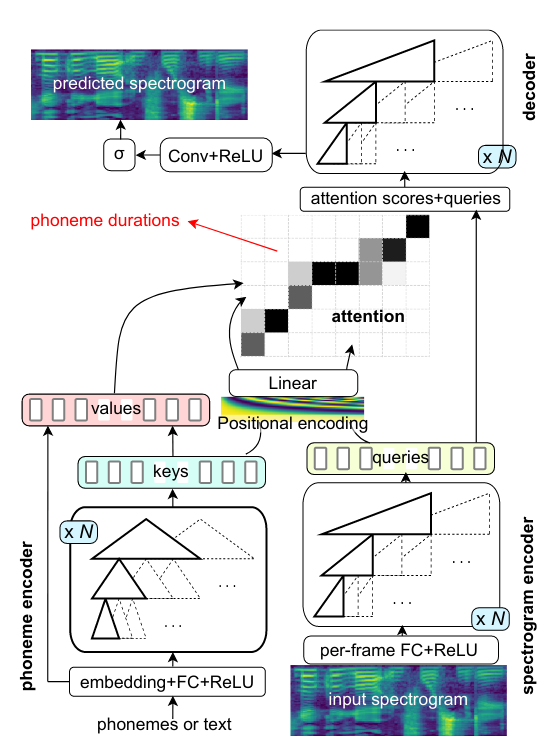 predicted spectrogram
decoder
. . .
. . .
x N
σ
Conv+ReLU
attention scores+queries
phoneme durations
attention
Linear
Positional encoding
values
keys
queries
x N
. . .
. . .
phoneme encoder
. . .
. . .
x N
spectrogram encoder
embedding+FC+ReLU
per-frame FC+ReLU
phonemes or text
input spectrogram